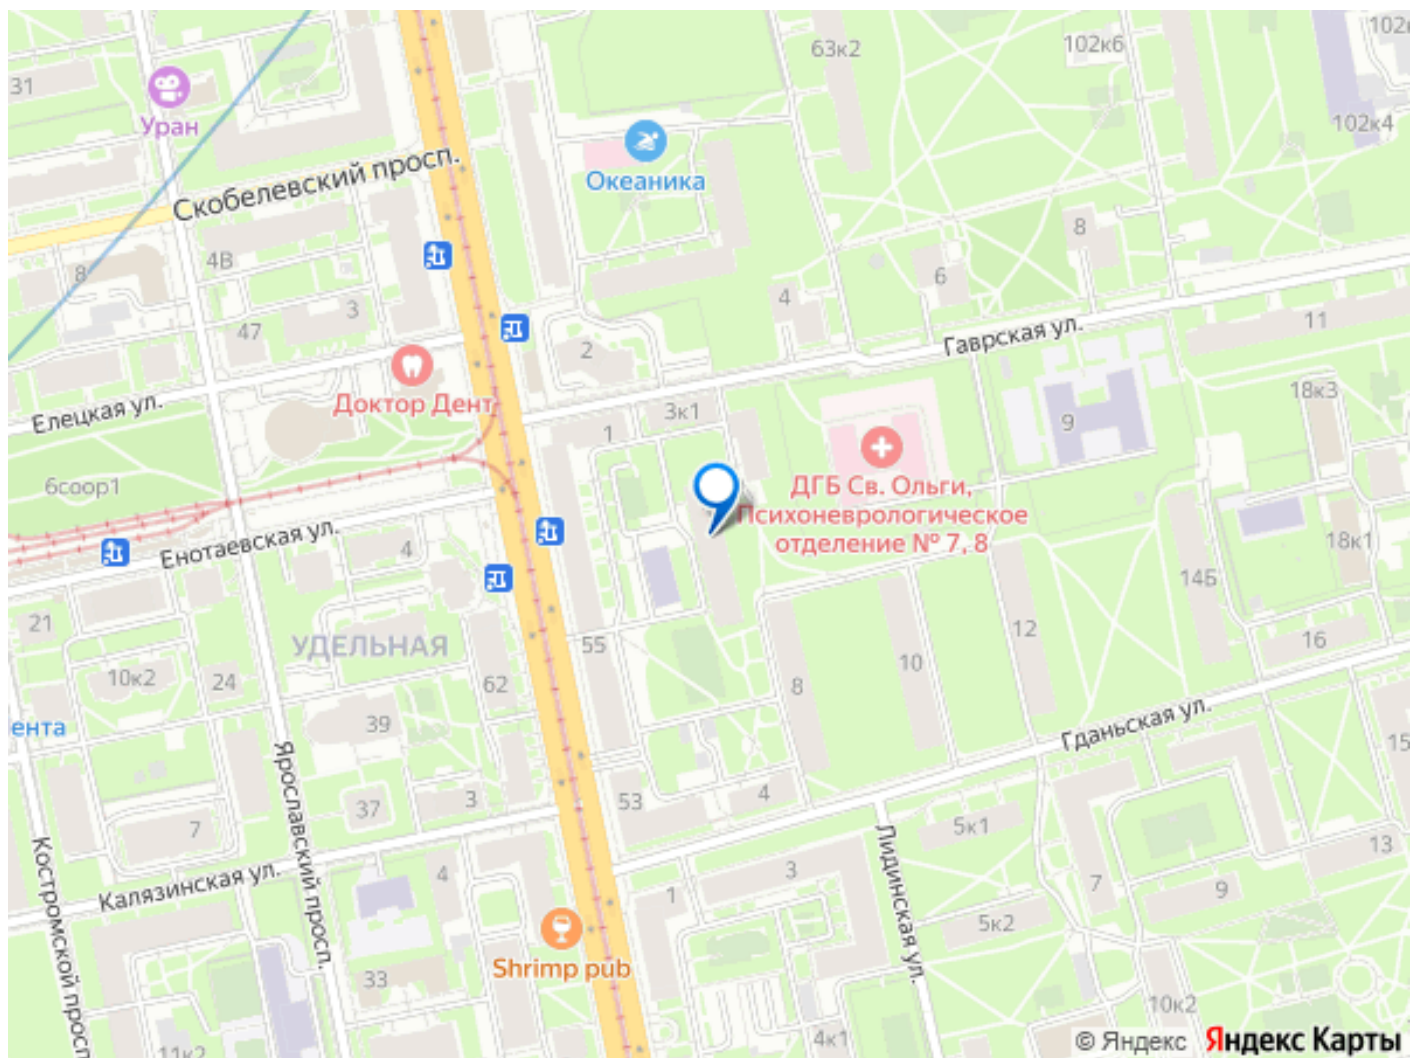 63к2
102к6
102к
31
Уран
102к4
Скобелевский просп.
Океаника
4В
8
8
6
4
3
47
11
Гаврская ул.
2
Доктор Дент
Елецкая ул.
3к1
1
18к3
9
6соор1
ДГБ Св. Ольги,
Психоневрологическое
отделение № 7, 8
Енотаевская ул.
4
18к1
14Б
21
УДЕЛЬНАЯ
55
12
16
10к2
24
62
8
10
ента
39
Гданьская ул.
15
Ярославский просп.
37
3
53
4
7
5к1
13
Костромской просп
Калязинская ул.
4
1
3
Лидинская ул.
7
9
5к2
Shrimp pub
33
10к2
11к2
4к1
© Яндекс Яндекс Карты